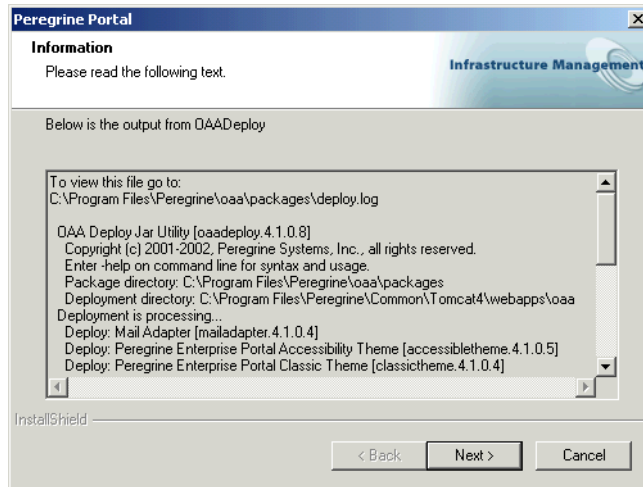 Peregrine Portal
Information
Please read the following text.
Infrastructure Management
Below is the output from OAADeploy
To view this file go to:
C:\Program Files\Peregrine\oaa\packages\deploy.log
OAA Deploy Jar Utility [oaadeploy.4.1.0.8]
Copyright (c) 2001-2002, Peregrine Systems, Inc., all rights reserved.
Enter -help on command line for syntax and usage.
Package directory: C:\Program Files\Peregrine\oaa\packages
Deployment directory: C:\Program Files\Peregrine\Common\Tomcat4\webapps\oaa
Deployment is processing...
Deploy: Mail Adapter [mailadapter.4.1.0.4]
Deploy: Peregrine Enterprise Portal Accessibility Theme [accessibletheme.4.1.0.5]
Deploy: Peregrine Enterprise Portal Classic Theme [classictheme.4.1.0.4]
InstallShield
< Back
Next >
Cancel